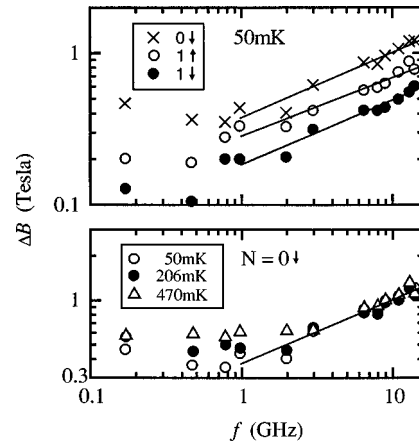 1
0.1
× 0↓
○ 1↑
● 1↓
50mK
ΔB (Tesla)
1
0.3
○ 50mK
● 206mK
△ 470mK
N = 0↓
0.1
1
10
f (GHz)